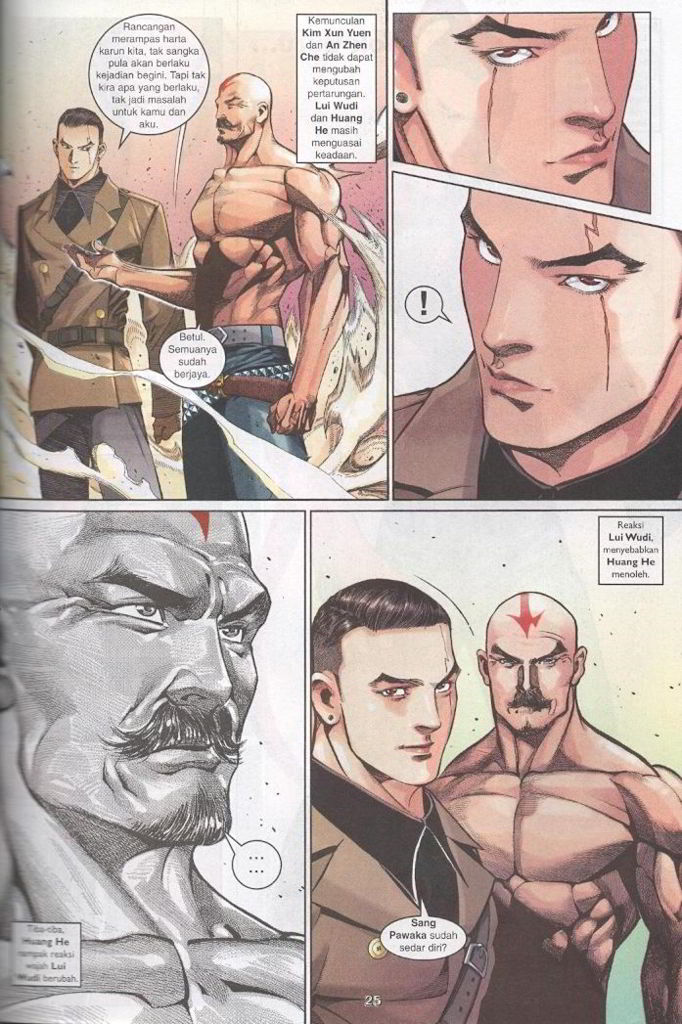 Rancangan
merampas harta
karun kita, tak sangka
pula akan berlaku
kejadian begini. Tapi tak
kira apa yang berlaku,
tak jadi masalah
untuk kamu dan
aku.
Kemunculan
Kim Xun Yuen
dan An Zhen
Che tidak dapat
mengubah
keputusan
pertarungan.
Lui Wudi
dan Huang
He masih
menguasai
keadaan.
Betul.
Semuanya
sudah
berjaya.
!
Tiba-tiba,
Huang He
nampak reaksi
wajah Lui
Wudi berubah.
...
...
Reaksi
Lui Wudi,
menyebabkan
Huang He
menoleh.
Sang
Pawaka sudah
sedar diri?
25